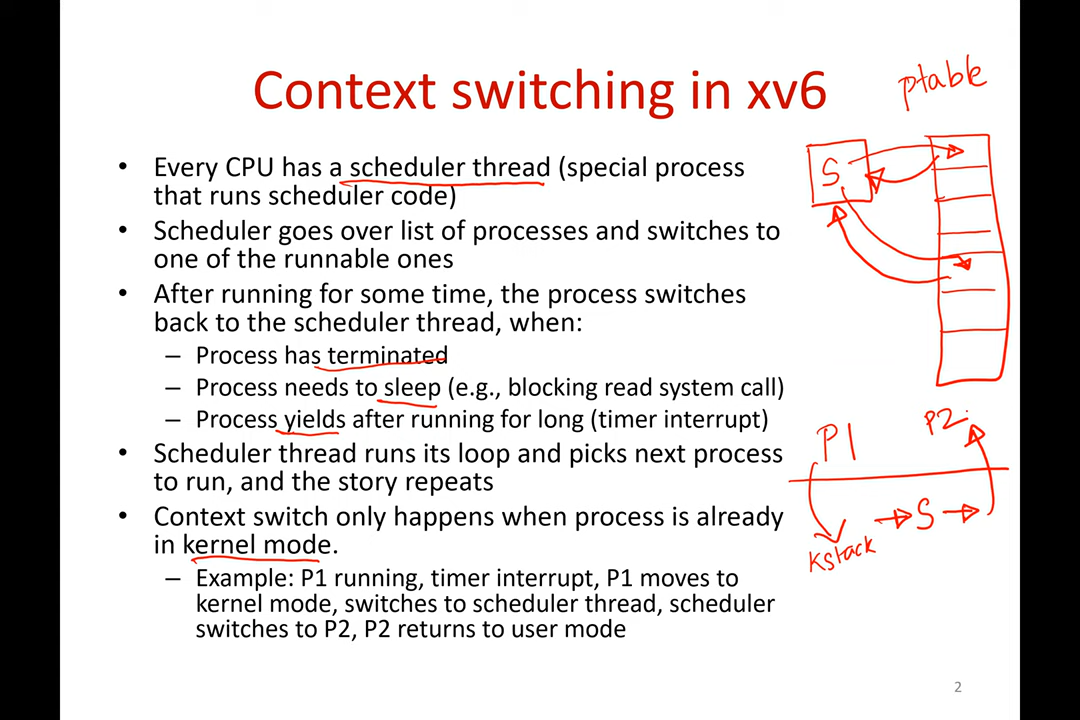 Context switching in xv6
ptable
• Every CPU has a scheduler thread (special process
that runs scheduler code)
S
• Scheduler goes over list of processes and switches to
one of the runnable ones
• After running for some time, the process switches
back to the scheduler thread, when:
– Process has terminated
– Process needs to sleep (e.g., blocking read system call)
– Process yields after running for long (timer interrupt)
P1
P2
• Scheduler thread runs its loop and picks next process
to run, and the story repeats
• Context switch only happens when process is already
in kernel mode.
S
Kstack
– Example: P1 running, timer interrupt, P1 moves to
kernel mode, switches to scheduler thread, scheduler
switches to P2, P2 returns to user mode
2